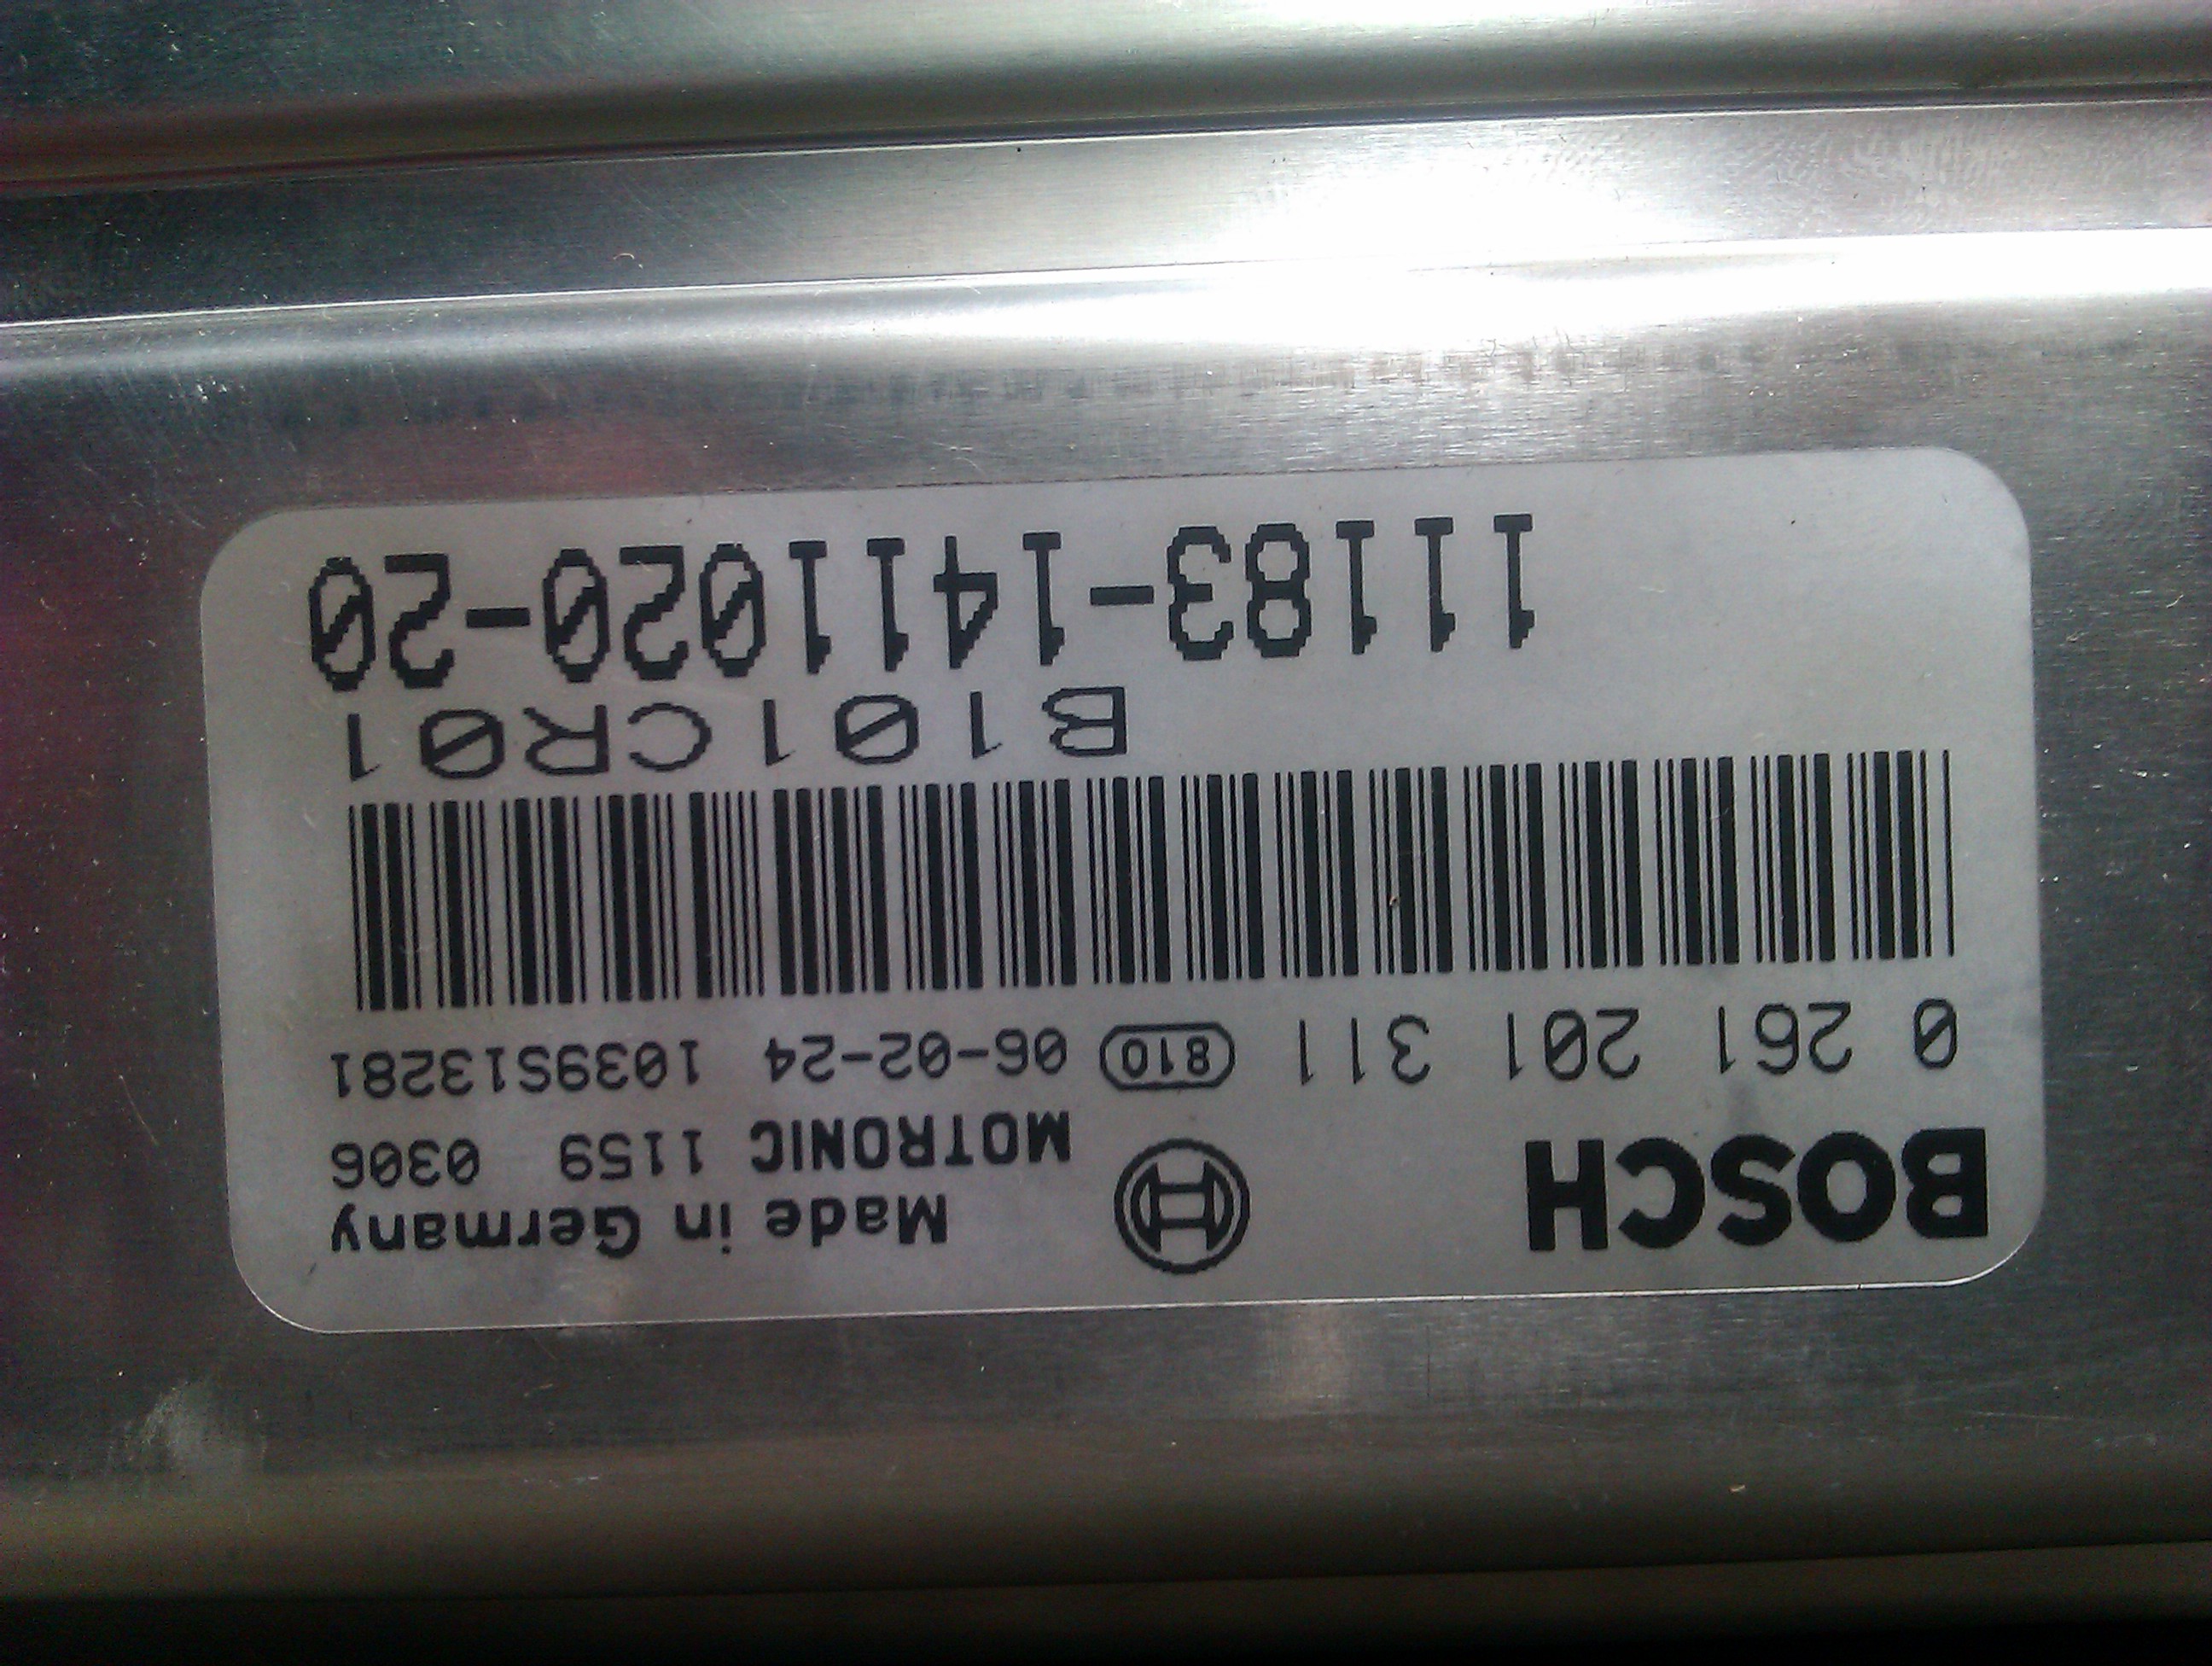 BOSCH Made in Germany
MOTRONIC 1159 0306
0 261 201 311 810 06-02-24 1039S13281
B101CR01
11183-1411020-20